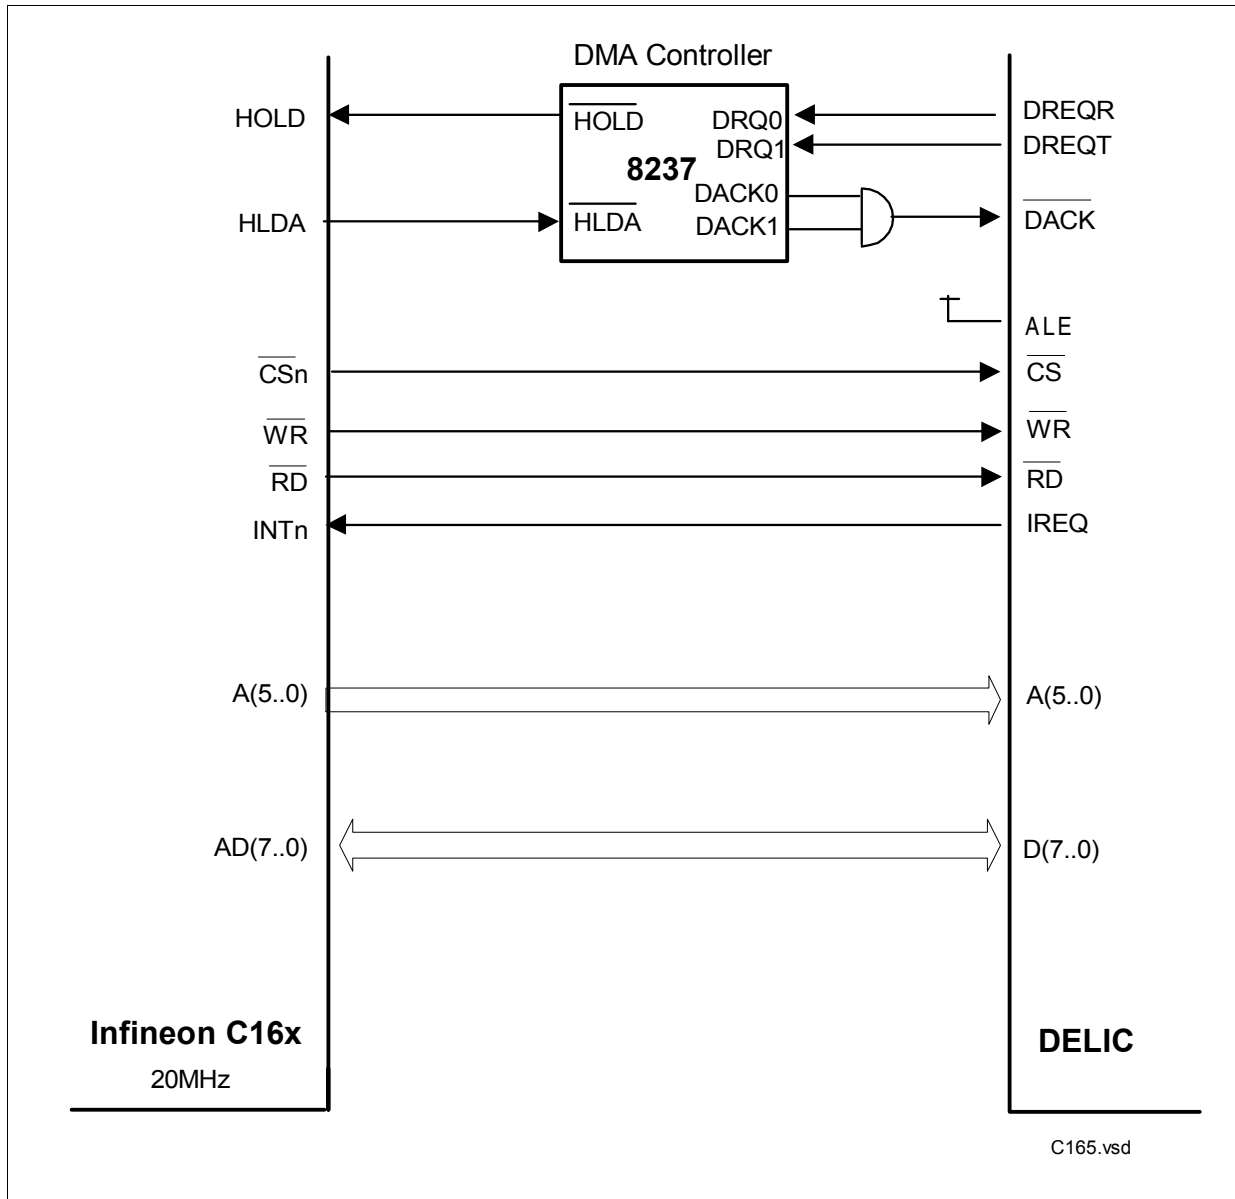 DMA Controller
HOLD
HOLD
DRQ0
DREQR
DRQ1
DREQT
8237
DACK0
HLDA
HLDA
DACK1
DACK
ALE
CSn
CS
WR
WR
RD
RD
INTn
IREQ
A(5..0)
A(5..0)
AD(7..0)
D(7..0)
Infineon C16x
DELIC
20MHz
C165.vsd